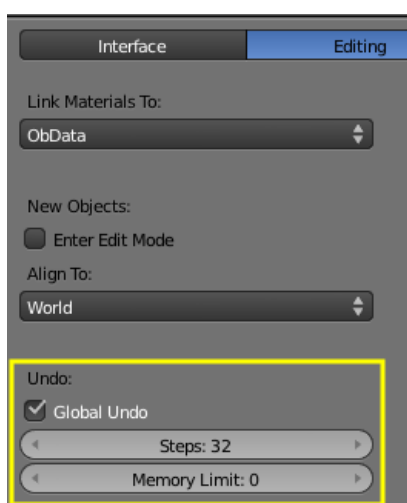 Interface Editing
Link Materials To:
ObData
New Objects:
Enter Edit Mode
Align To:
World
Undo:
Global Undo
Steps: 32
Memory Limit: 0